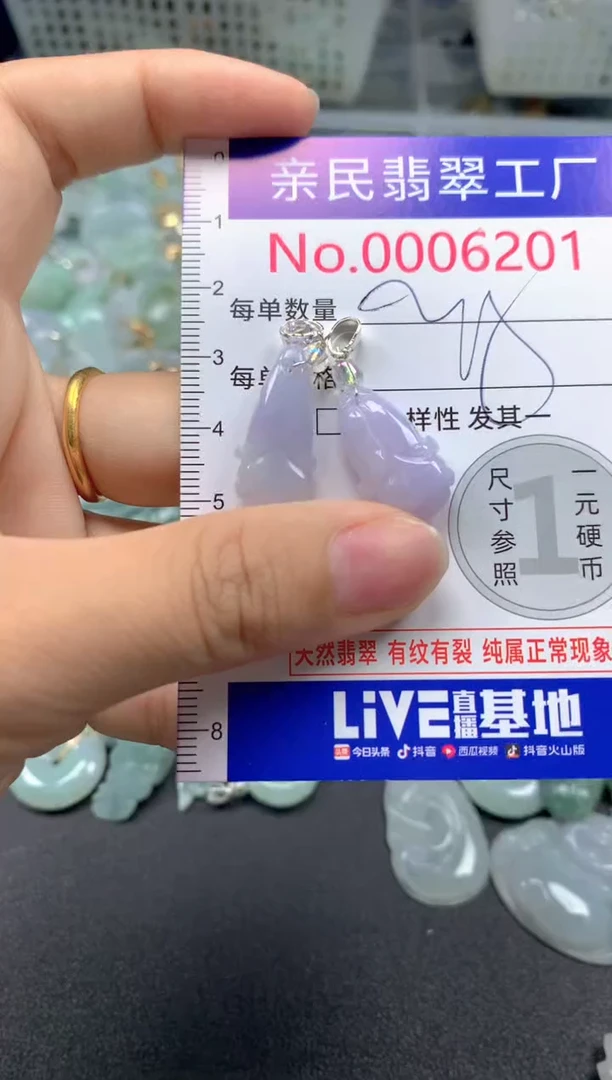 亲民翡翠工厂
No.0006201
每单数量
每单 格
样性 发其一
尺寸参照
1
一元硬币
天然翡翠 有纹有裂 纯属正常现象
LiVE直播基地
头条 今日头条 抖音 西瓜视频 抖音火山版
0
1
2
3
4
5
8